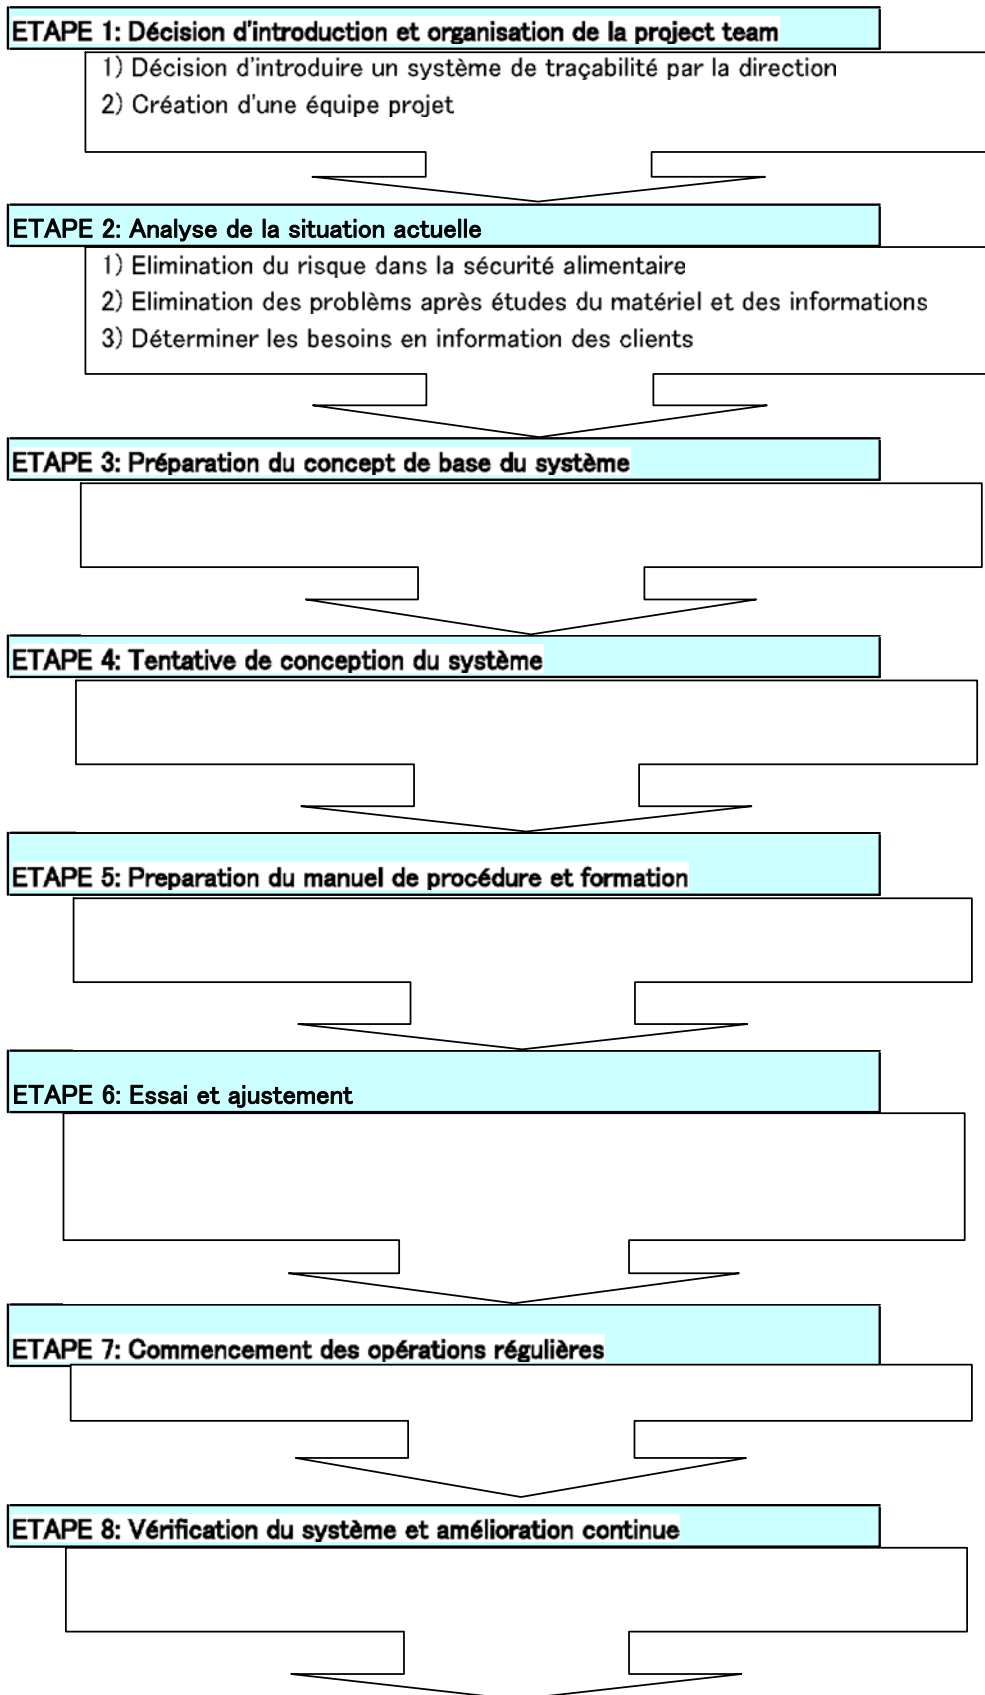 ETAPE 1: Décision d'introduction et organisation de la project team
1) Décision d'introduire un système de traçabilité par la direction
2) Création d'une équipe projet
ETAPE 2: Analyse de la situation actuelle
1) Elimination du risque dans la sécurité alimentaire
2) Elimination des problèms après études du matériel et des informations
3) Déterminer les besoins en information des clients
ETAPE 3: Préparation du concept de base du système
ETAPE 4: Tentative de conception du système
ETAPE 5: Preparation du manuel de procédure et formation
ETAPE 6: Essai et ajustement
ETAPE 7: Commencement des opérations régulières
ETAPE 8: Vérification du système et amélioration continue